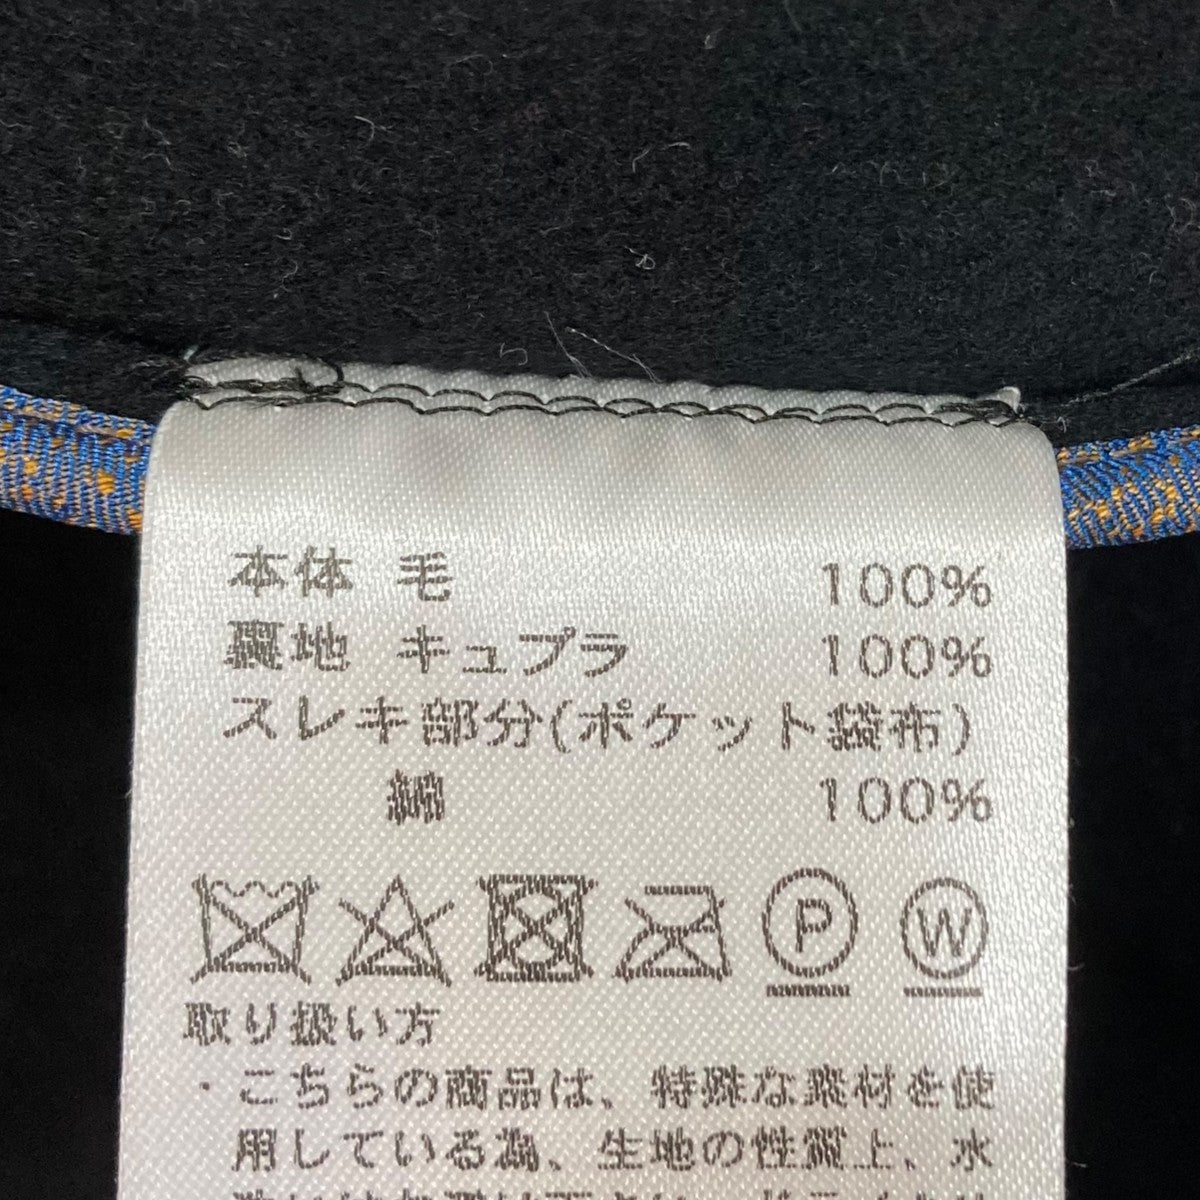 本体 毛 100%
裏地 キュプラ 100%
スレキ部分(ポケット袋布)
綿 100%
P W
取り扱い方
・こちらの商品は、特殊な素材を使
用している為、生地の性質上、水